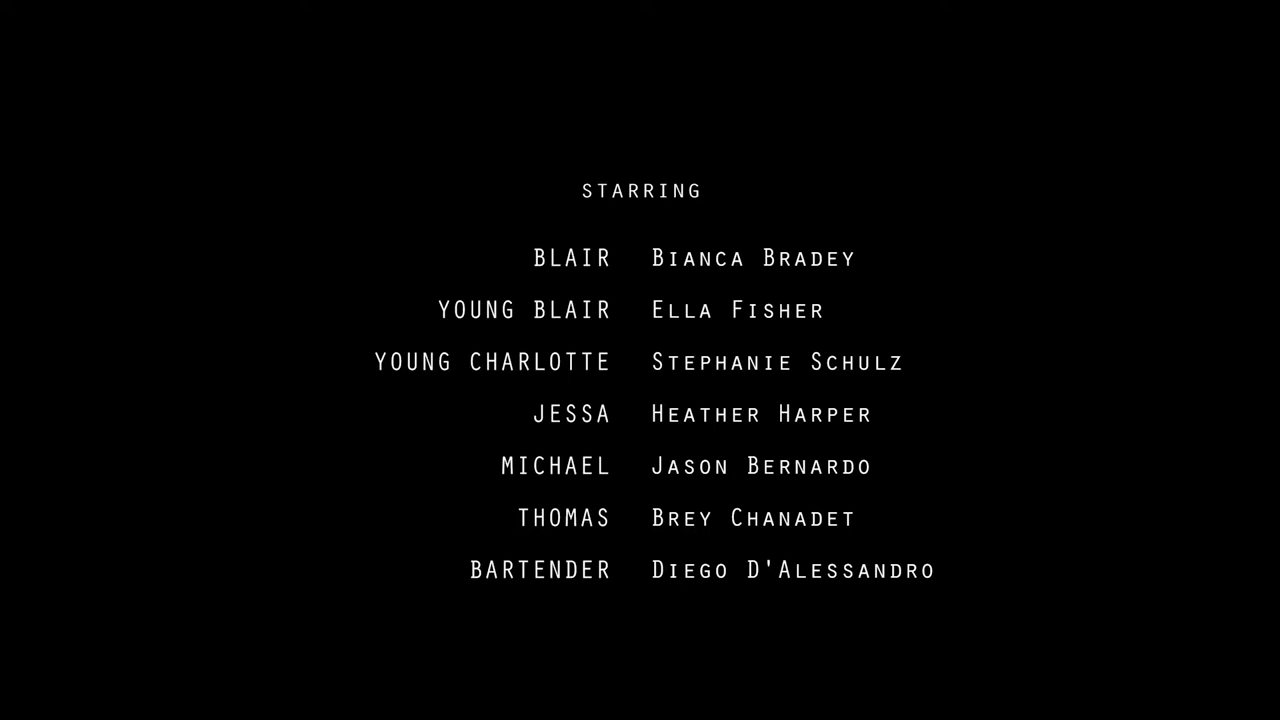 STARRING
BLAIR Bianca Bradey
YOUNG BLAIR Ella Fisher
YOUNG CHARLOTTE Stephanie Schulz
JESSA Heather Harper
MICHAEL Jason Bernardo
THOMAS Brey Chanadet
BARTENDER Diego D'Alessandro